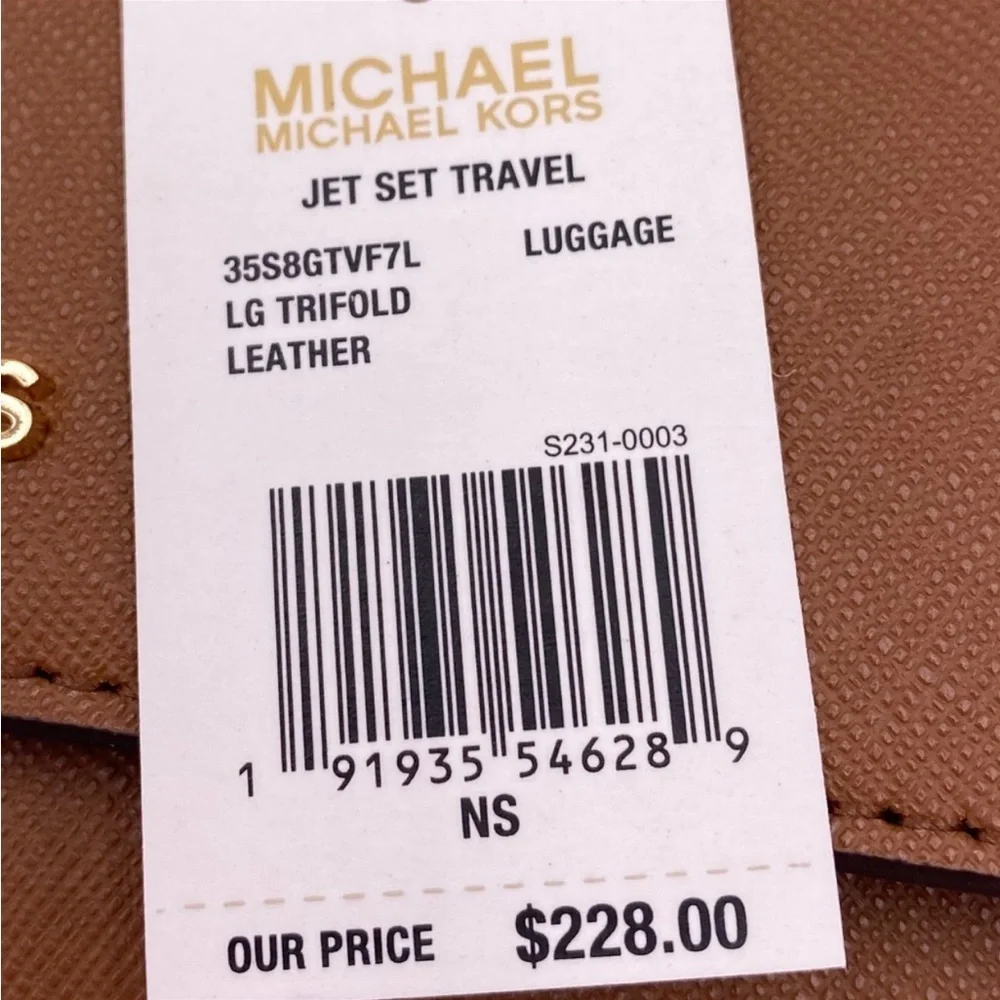 MICHAEL
MICHAEL KORS
JET SET TRAVEL
35S8GTVF7L LUGGAGE
LG TRIFOLD
LEATHER
S231-0003
1 91935 54628 9
NS
OUR PRICE $228.00
S